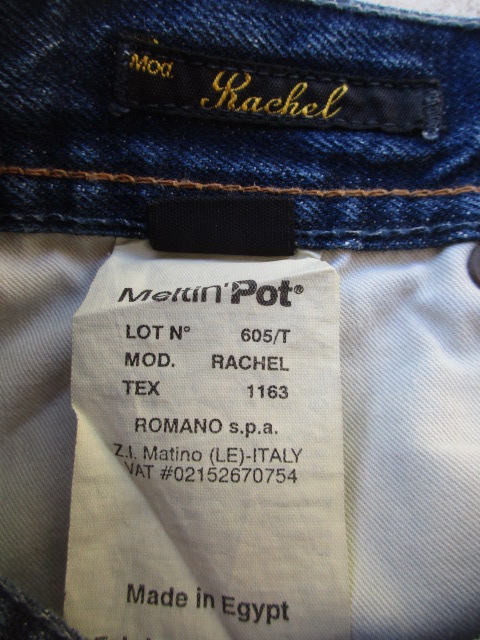 Mod. Rachel
Meltin'Pot®
LOT N° 605/T
MOD. RACHEL
TEX 1163
ROMANO s.p.a.
Z.I. Matino (LE)-ITALY
VAT #02152670754
Made in Egypt